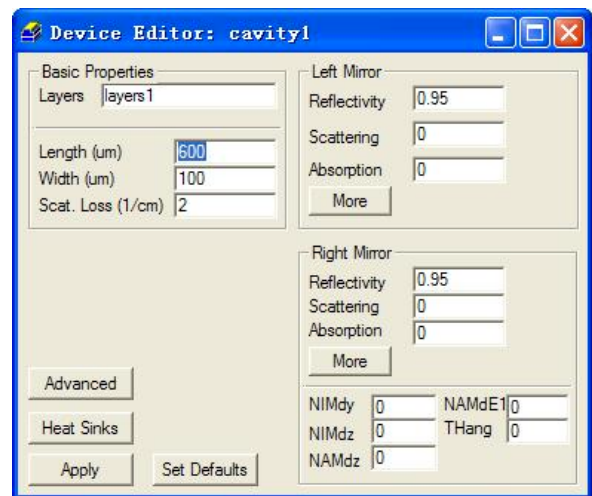 Device Editor: cavity1
Basic Properties
Layers layers1
Length (um) 600
Width (um) 100
Scat. Loss (1/cm) 2
Left Mirror
Reflectivity 0.95
Scattering 0
Absorption 0
More
Right Mirror
Reflectivity 0.95
Scattering 0
Absorption 0
More
NIMdy 0 NAMdE1 0
NIMdz 0 THang 0
NAMdz 0
Advanced
Heat Sinks
Apply Set Defaults